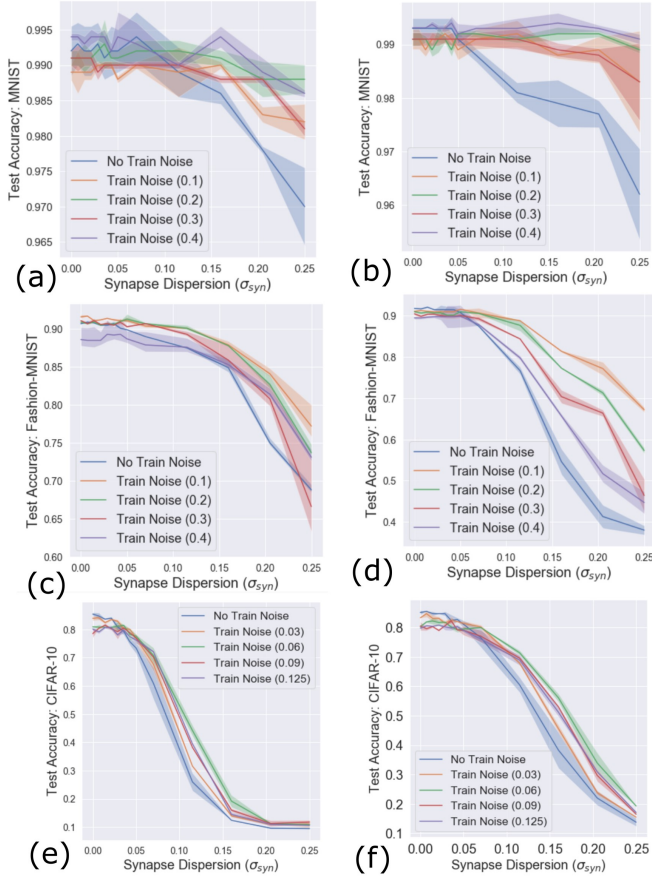 0.995
0.990
0.985
0.980
0.975
0.970
0.965
Test Accuracy: MNIST
No Train Noise
Train Noise (0.1)
Train Noise (0.2)
Train Noise (0.3)
Train Noise (0.4)
0.00 0.05 0.10 0.15 0.20 0.25
Synapse Dispersion (σsyn)
(a)
0.99
0.98
0.97
0.96
Test Accuracy: MNIST
No Train Noise
Train Noise (0.1)
Train Noise (0.2)
Train Noise (0.3)
Train Noise (0.4)
0.00 0.05 0.10 0.15 0.20 0.25
Synapse Dispersion (σsyn)
(b)
0.90
0.85
0.80
0.75
0.70
0.65
0.60
Test Accuracy: Fashion-MNIST
No Train Noise
Train Noise (0.1)
Train Noise (0.2)
Train Noise (0.3)
Train Noise (0.4)
0.00 0.05 0.10 0.15 0.20 0.25
Synapse Dispersion (σsyn)
(c)
0.9
0.8
0.7
0.6
0.5
0.4
Test Accuracy: Fashion-MNIST
No Train Noise
Train Noise (0.1)
Train Noise (0.2)
Train Noise (0.3)
Train Noise (0.4)
0.00 0.05 0.10 0.15 0.20 0.25
Synapse Dispersion (σsyn)
(d)
0.8
0.7
0.6
0.5
0.4
0.3
0.2
0.1
Test Accuracy: CIFAR-10
No Train Noise
Train Noise (0.03)
Train Noise (0.06)
Train Noise (0.09)
Train Noise (0.125)
0.00 0.05 0.10 0.15 0.20 0.25
Synapse Dispersion (σsyn)
(e)
0.8
0.7
0.6
0.5
0.4
0.3
0.2
0.1
Test Accuracy: CIFAR-10
No Train Noise
Train Noise (0.03)
Train Noise (0.06)
Train Noise (0.09)
Train Noise (0.125)
0.00 0.05 0.10 0.15 0.20 0.25
Synapse Dispersion (σsyn)
(f)